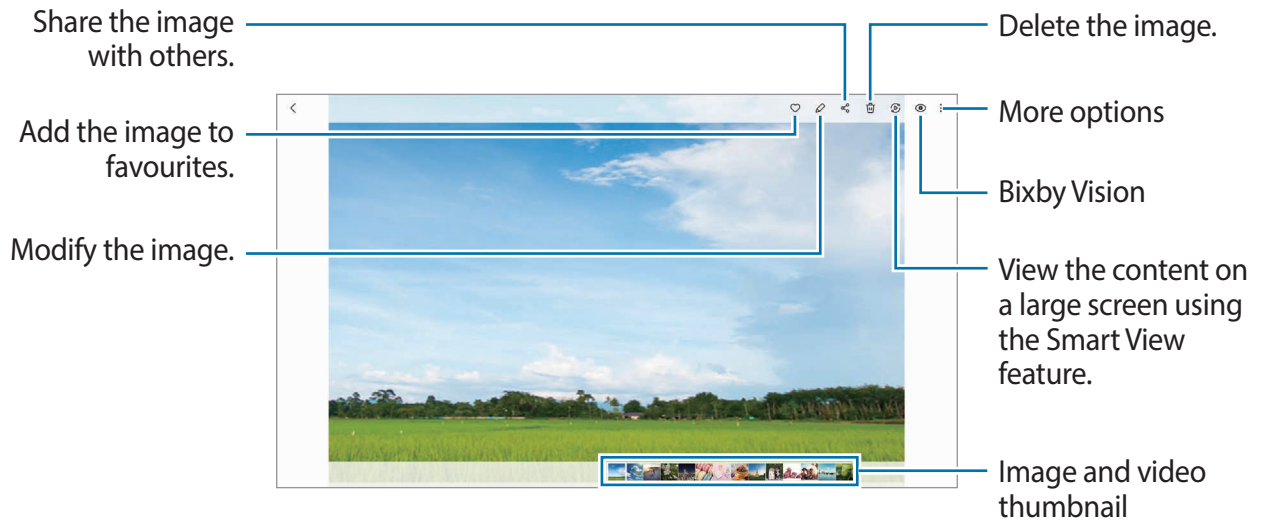 Share the image
with others.
Add the image to
favourites.
Modify the image.
Delete the image.
More options
Bixby Vision
View the content on
a large screen using
the Smart View
feature.
Image and video
thumbnail